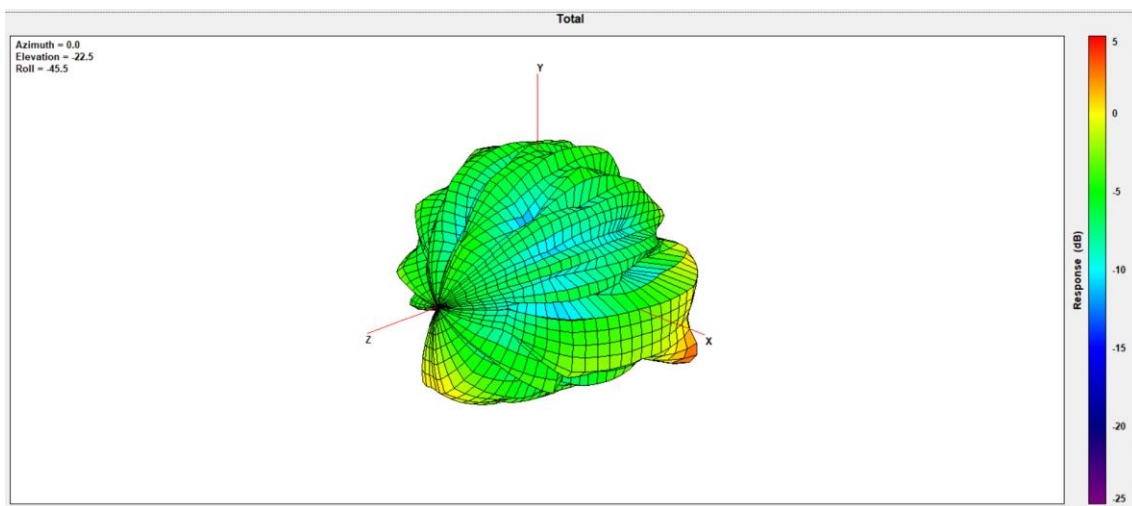 Total
Azimuth = 0.0
Elevation = -22.5
Roll = -45.5
Y
Z
X
5
0
-5
-10
-15
-20
-25
Response (dB)